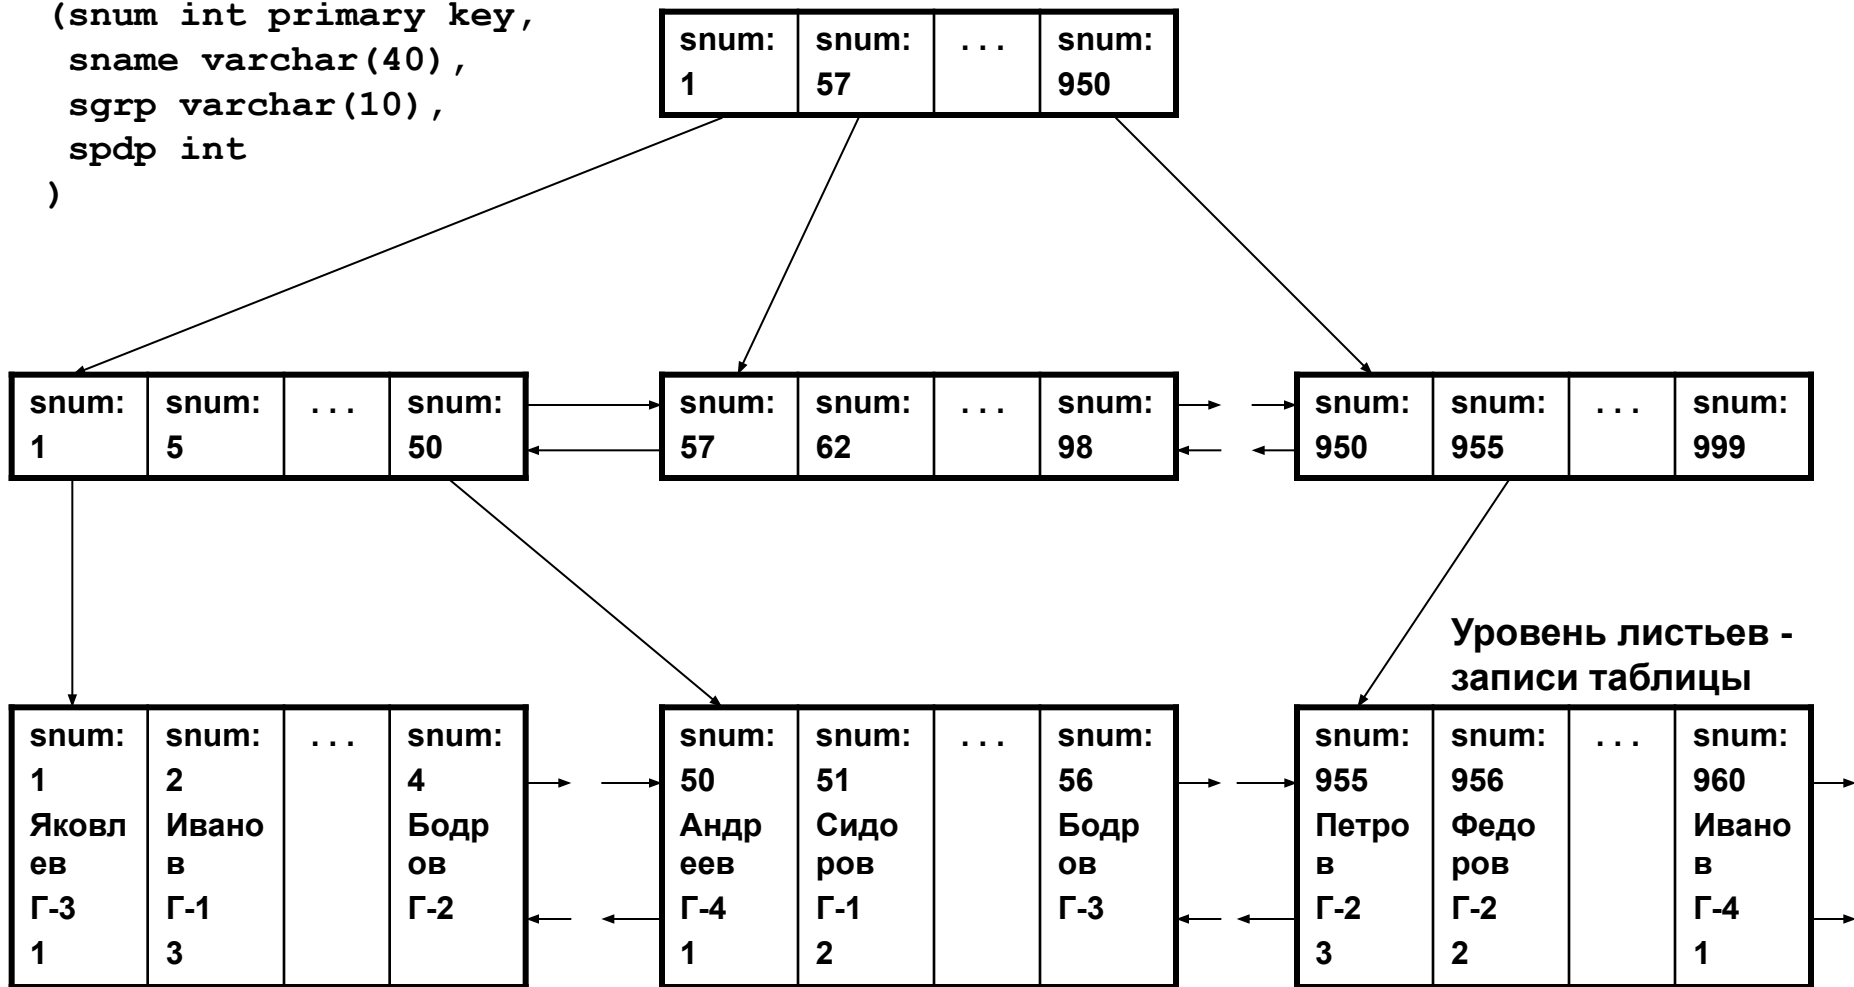 (snum int primary key,
sname varchar(40),
sgrp varchar(10),
spdp int
)
snum: snum: ... snum:
1 57 950
snum: snum: ... snum:
1 5 50
snum: snum: ... snum:
57 62 98
snum: snum: ... snum:
950 955 999
Уровень листьев -
записи таблицы
snum: snum: ... snum:
1 2 4
Яковл Ивано Бодр
ев в ов
Г-3 Г-1 Г-2
1 3
snum: snum: ... snum:
50 51 56
Андр Сидо Бодр
еев ров ов
Г-4 Г-1 Г-3
1 2
snum: snum: ... snum:
955 956 960
Петро Федо Ивано
в ров в
Г-2 Г-2 Г-4
3 2 1